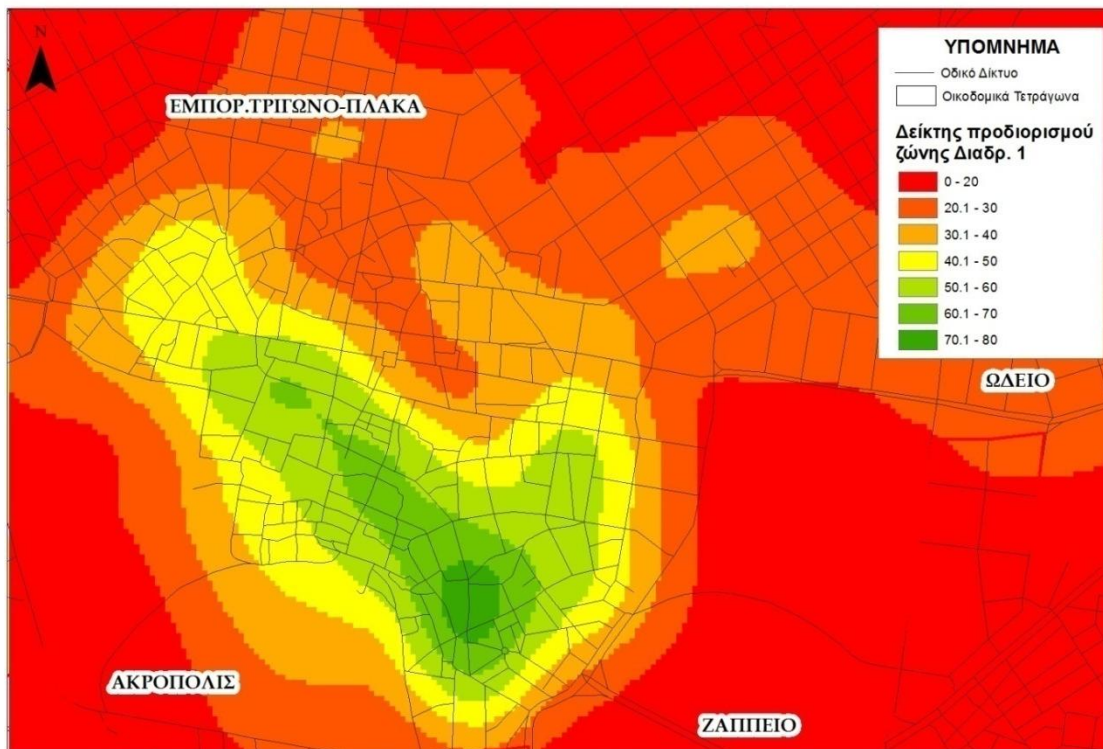 N
ΕΜΠΟΡ.ΤΡΙΓΩΝΟ-ΠΛΑΚΑ
ΥΠΟΜΝΗΜΑ
Οδικό Δίκτυο
Οικοδομικά Τετράγωνα
Δείκτης προδιορισμού
ζώνης Διαδρ. 1
0 - 20
20.1 - 30
30.1 - 40
40.1 - 50
50.1 - 60
60.1 - 70
70.1 - 80
ΩΔΕΙΟ
ΑΚΡΟΠΟΛΙΣ
ΖΑΠΠΕΙΟ